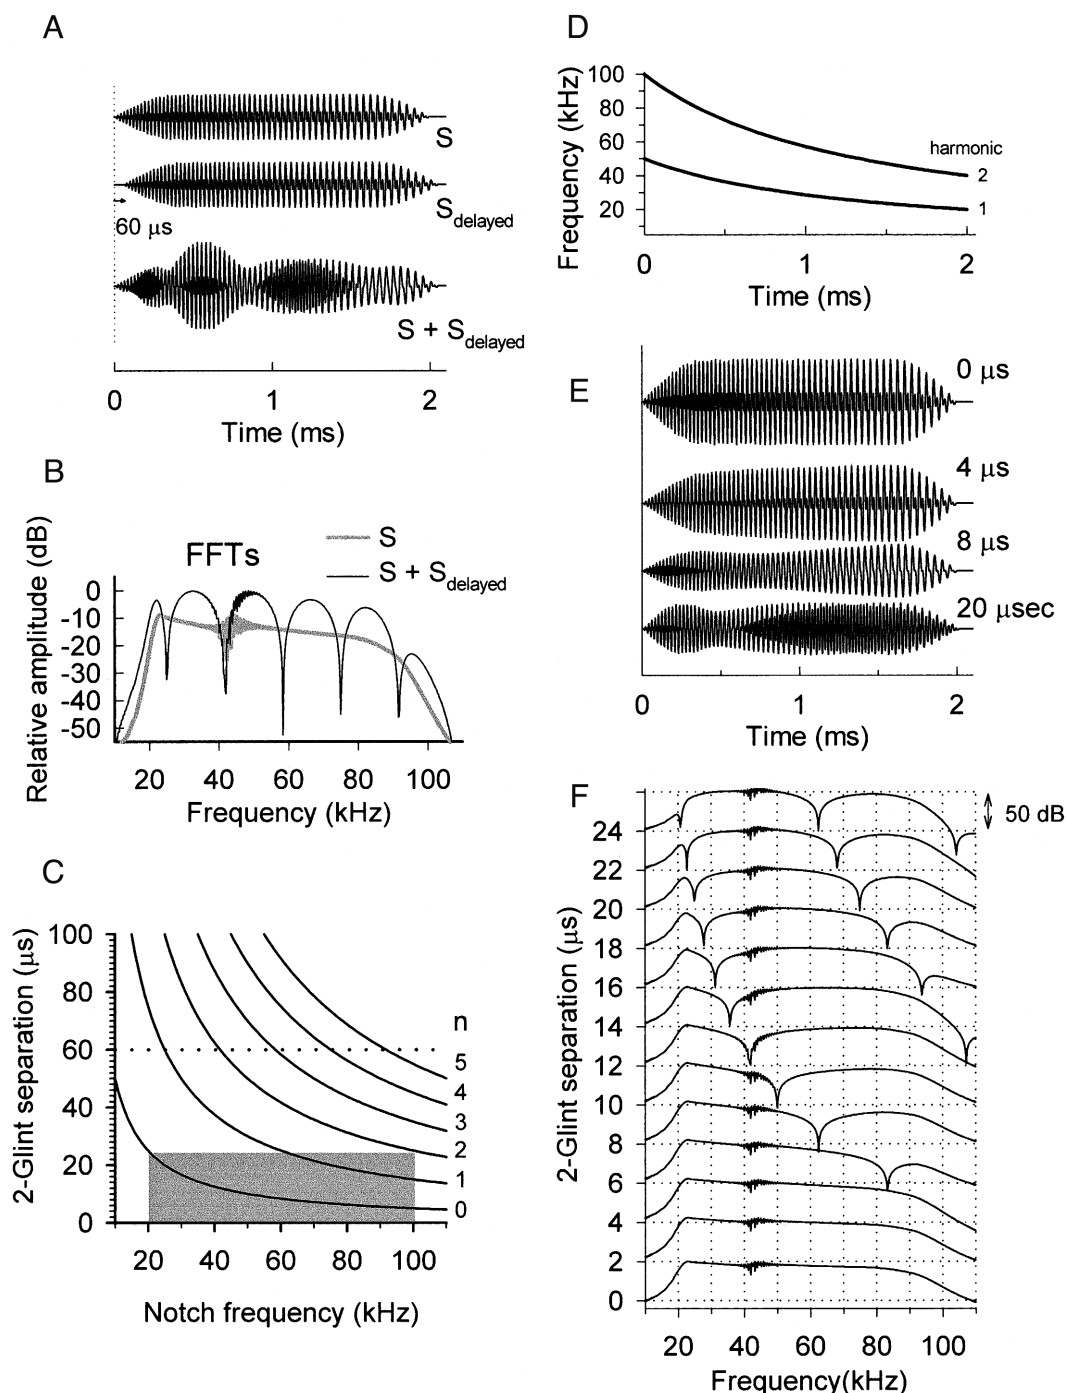 A
S
S delayed
60 μs
S + S delayed
0 1 2
Time (ms)
B
Relative amplitude (dB)
FFTs
S
S + S delayed
0
-10
-20
-30
-40
-50
20 40 60 80 100
Frequency (kHz)
C
2-Glint separation (μs)
100
80
60
40
20
0
n
5
4
3
2
1
0
20 40 60 80 100
Notch frequency (kHz)
D
Frequency (kHz)
100
80
60
40
20
harmonic
2
1
0 1 2
Time (ms)
E
0 μs
4 μs
8 μs
20 μsec
0 1 2
Time (ms)
F
50 dB
2-Glint separation (μs)
24
22
20
18
16
14
12
10
8
6
4
2
0
20 40 60 80 100
Frequency(kHz)